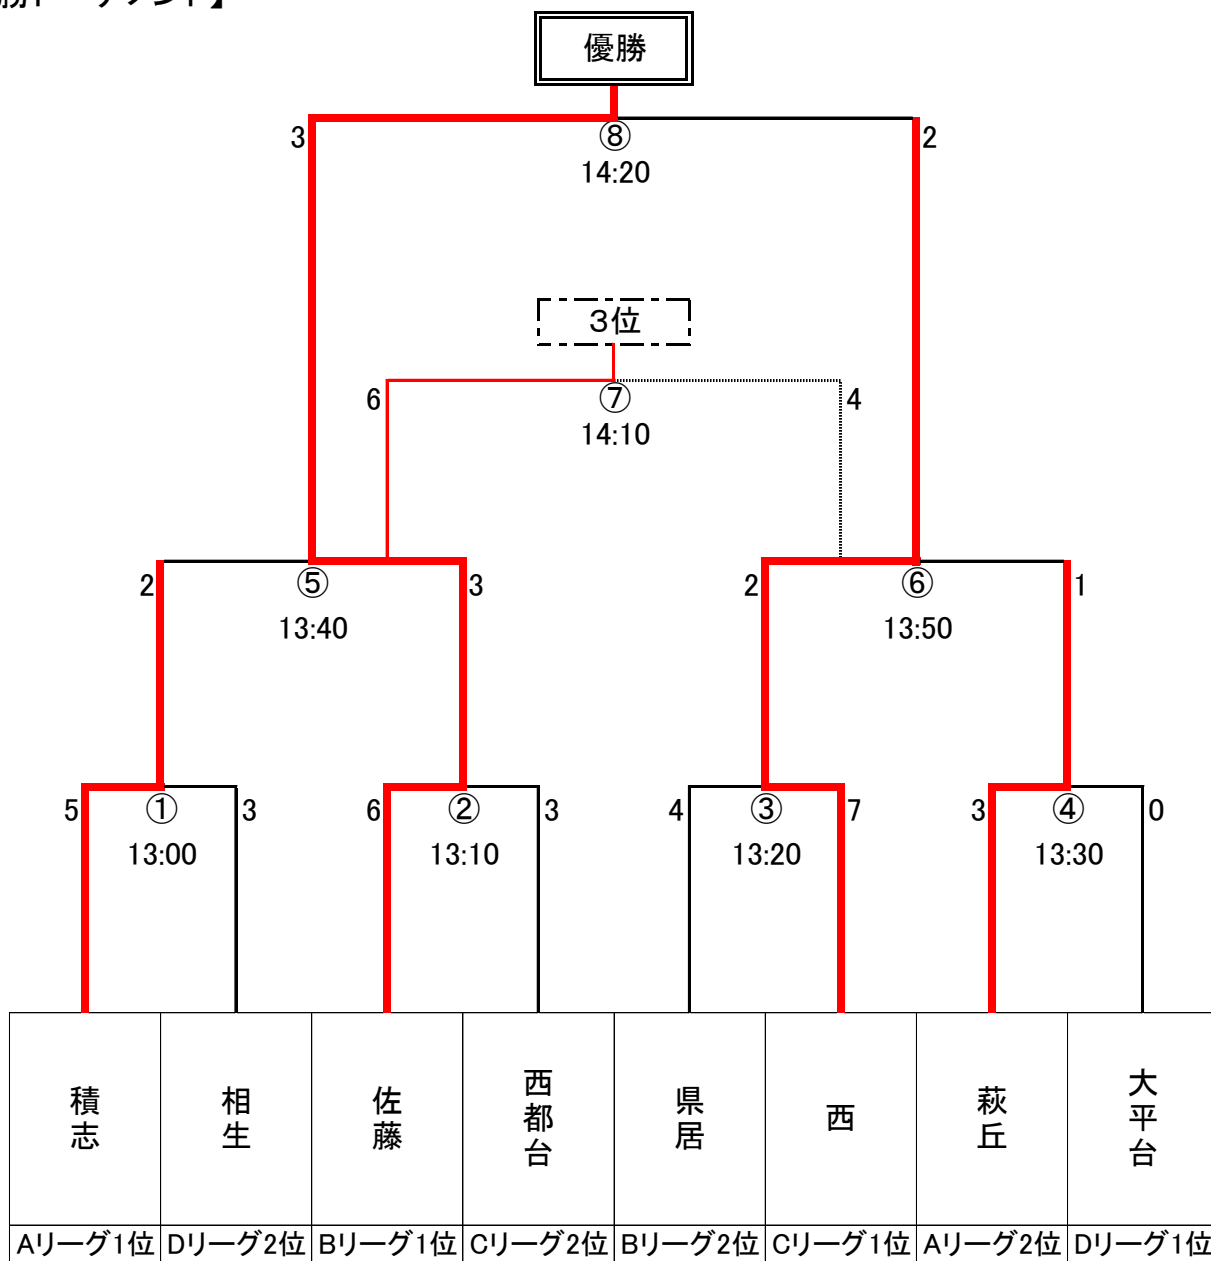 優勝
3 ⑧ 2
14:20
3位
6 ⑦ 4
14:10
2 ⑤ 3 2 ⑥ 1
13:40 13:50
5 ① 3 6 ② 3 4 ③ 7 3 ④ 0
13:00 13:10 13:20 13:30
積志 相生 佐藤 西都台 県居 西 萩丘 大平台
Aリーグ1位 Dリーグ2位 Bリーグ1位 Cリーグ2位 Bリーグ2位 Cリーグ1位 Aリーグ2位 Dリーグ1位